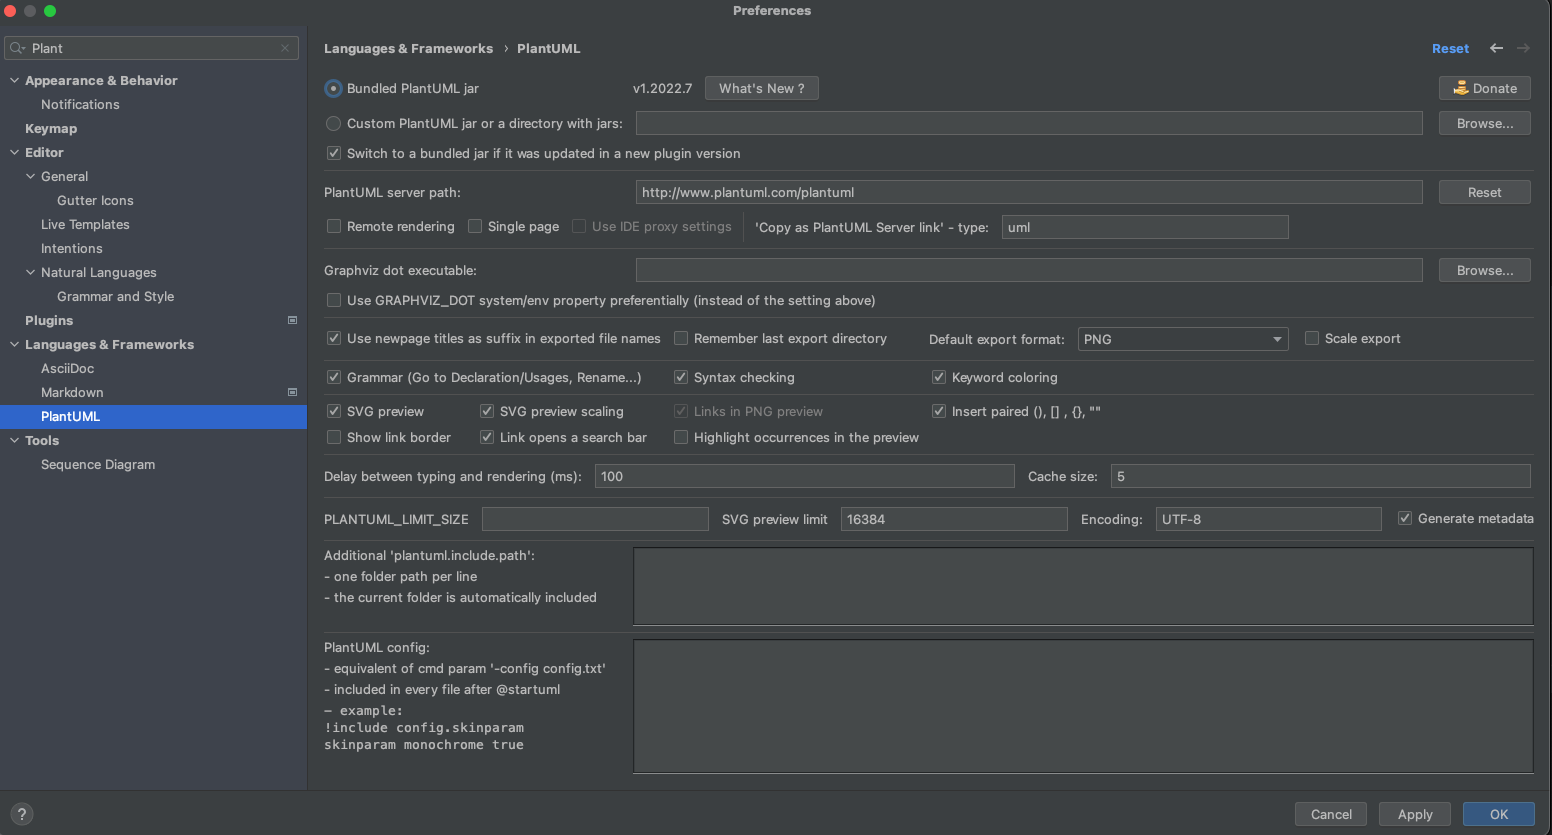 Preferences
Plant
Appearance & Behavior
Notifications
Keymap
Editor
General
Gutter Icons
Live Templates
Intentions
Natural Languages
Grammar and Style
Plugins
Languages & Frameworks
AsciiDoc
Markdown
PlantUML
Tools
Sequence Diagram
Languages & Frameworks › PlantUML
Reset
Bundled PlantUML jar v1.2022.7 What's New ? Donate
Custom PlantUML jar or a directory with jars: Browse...
Switch to a bundled jar if it was updated in a new plugin version
PlantUML server path: http://www.plantuml.com/plantuml Reset
Remote rendering Single page Use IDE proxy settings 'Copy as PlantUML Server link' - type: uml
Graphviz dot executable: Browse...
Use GRAPHVIZ_DOT system/env property preferentially (instead of the setting above)
Use newpage titles as suffix in exported file names Remember last export directory Default export format: PNG Scale export
Grammar (Go to Declaration/Usages, Rename...) Syntax checking Keyword coloring
SVG preview SVG preview scaling Links in PNG preview Insert paired (), [] , {}, ""
Show link border Link opens a search bar Highlight occurrences in the preview
Delay between typing and rendering (ms): 100 Cache size: 5
PLANTUML_LIMIT_SIZE SVG preview limit 16384 Encoding: UTF-8 Generate metadata
Additional 'plantuml.include.path':
- one folder path per line
- the current folder is automatically included
PlantUML config:
- equivalent of cmd param '-config config.txt'
- included in every file after @startuml
– example:
!include config.skinparam
skinparam monochrome true
?
Cancel Apply OK